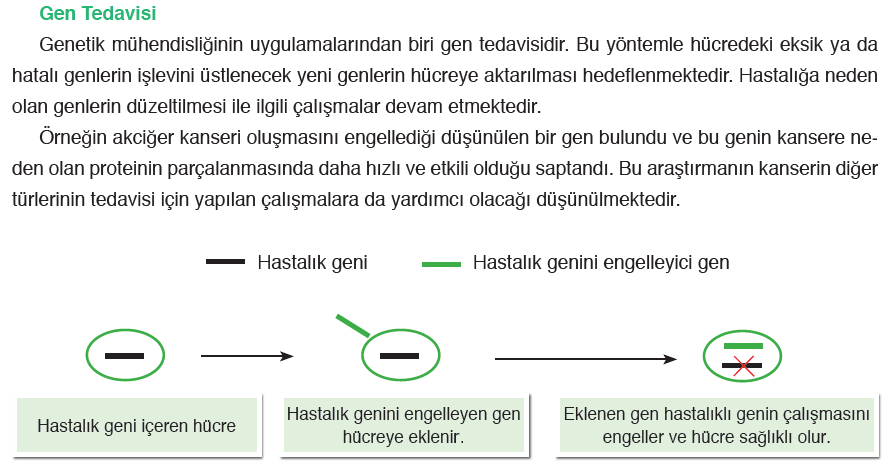 Gen Tedavisi
Genetik mühendisliğinin uygulamalarından biri gen tedavisidir. Bu yöntemle hücredeki eksik ya da
hatalı genlerin işlevini üstlenecek yeni genlerin hücreye aktarılması hedeflenmektedir. Hastalığa neden
olan genlerin düzeltilmesi ile ilgili çalışmalar devam etmektedir.
Örneğin akciğer kanseri oluşmasını engellediği düşünülen bir gen bulundu ve bu genin kansere ne-
den olan proteinin parçalanmasında daha hızlı ve etkili olduğu saptandı. Bu araştırmanın kanserin diğer
türlerinin tedavisi için yapılan çalışmalara da yardımcı olacağı düşünülmektedir.
Hastalık geni
Hastalık genini engelleyici gen
Hastalık geni içeren hücre
Hastalık genini engelleyen gen
hücreye eklenir.
Eklenen gen hastalıklı genin çalışmasını
engeller ve hücre sağlıklı olur.